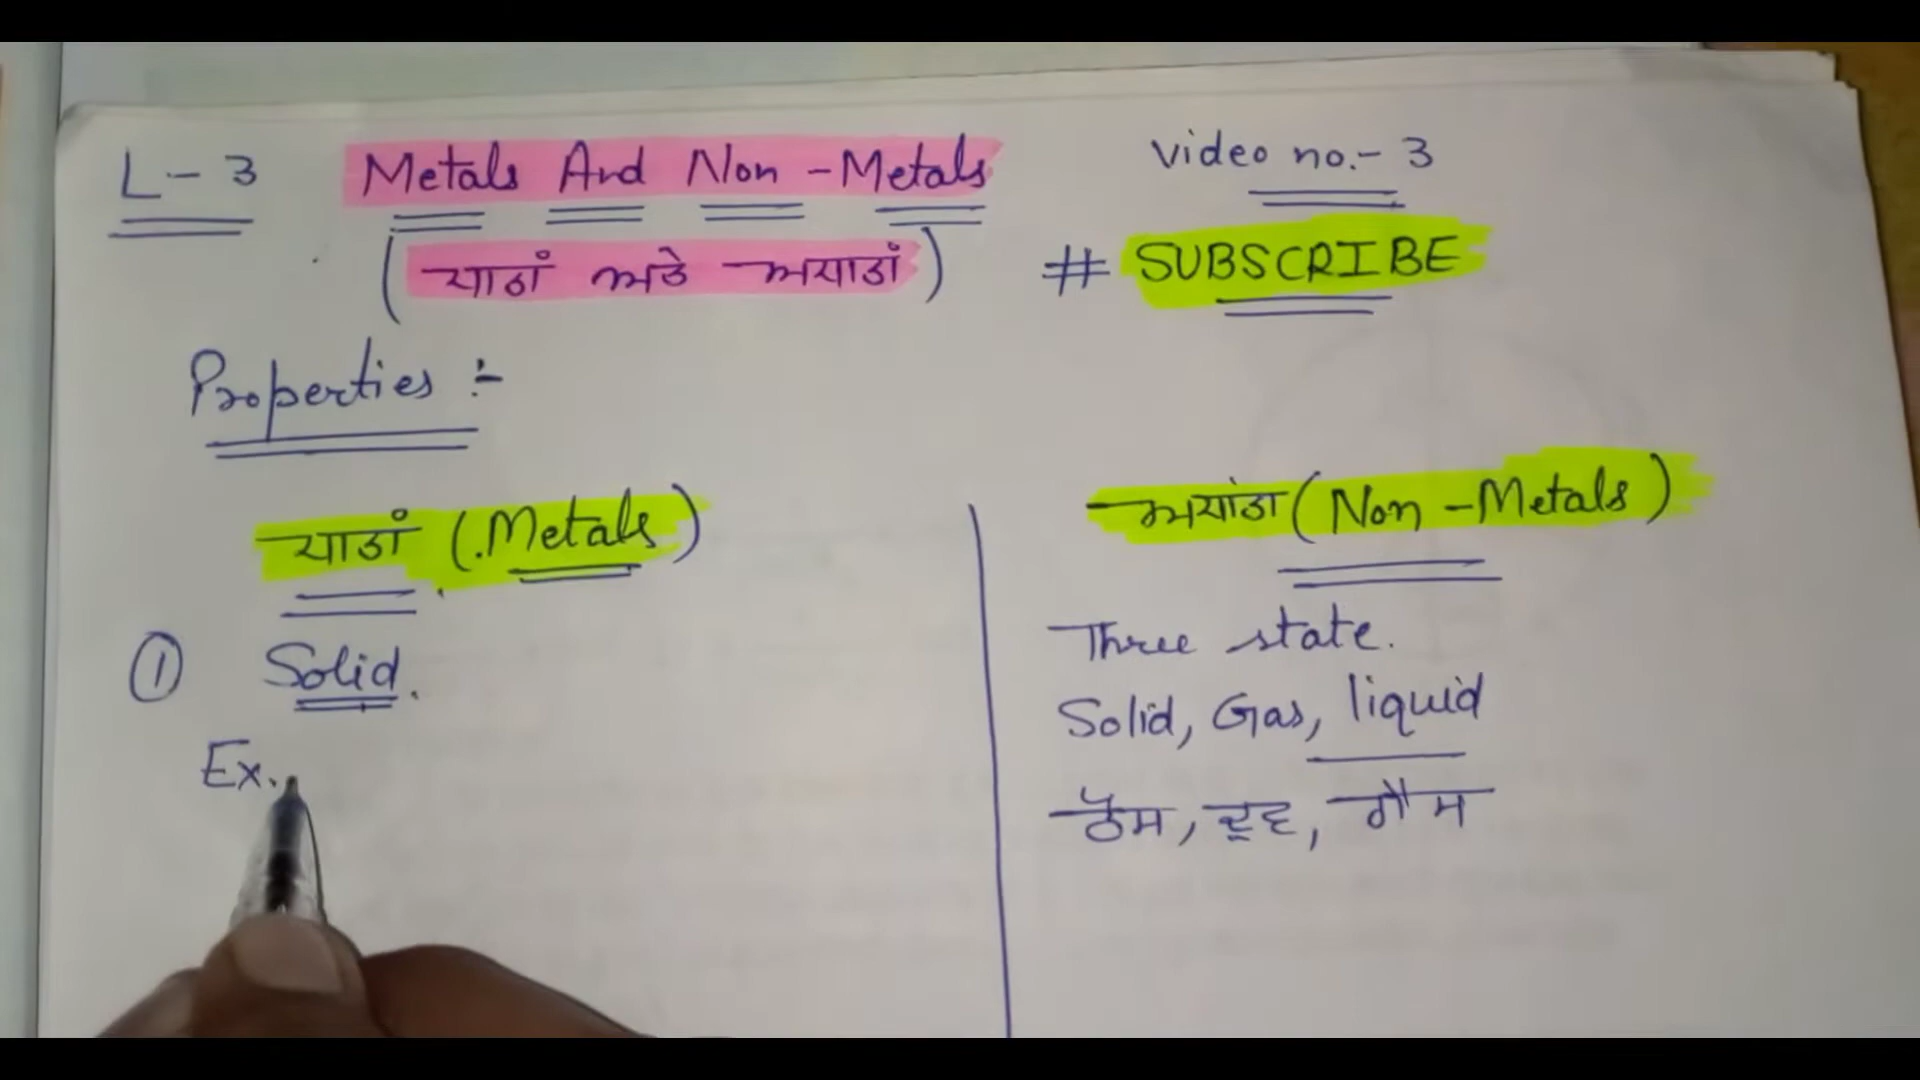 L-3 Metals And Non-Metals
Video no.- 3
(ਧਾਤਾਂ ਅਤੇ ਅਧਾਤਾਂ)
# SUBSCRIBE
Properties :-
ਧਾਤਾਂ (Metals)
① Solid.
Ex.
ਅਧਾਂਤਾ (Non-Metals)
Three state.
Solid, Gas, liquid
ਠੋਸ, ਦ੍ਰਵ, ਗੈਸ